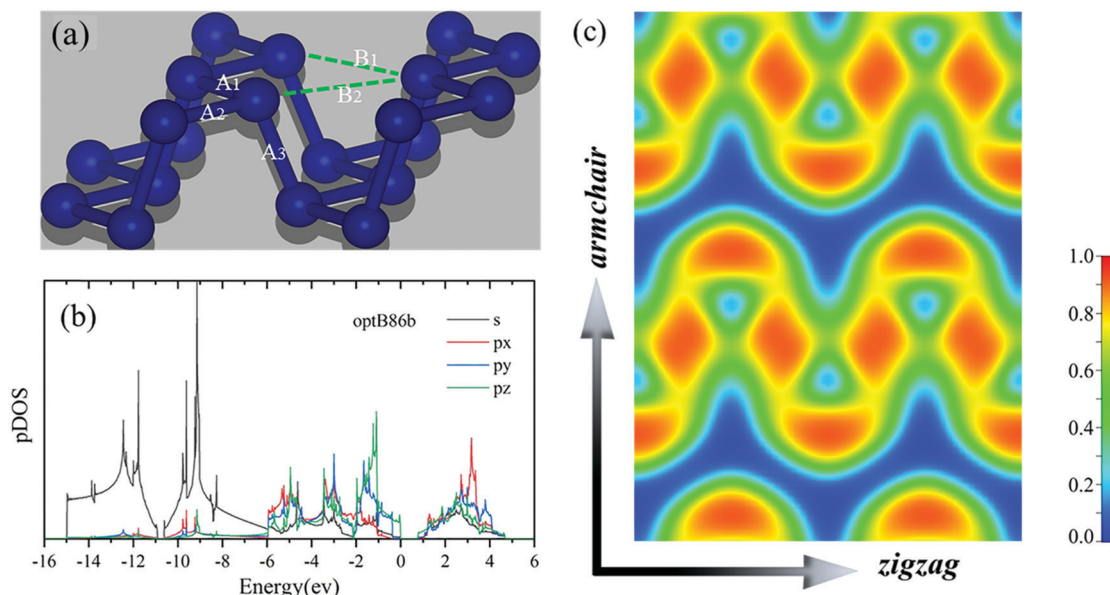 (a)
B1
A1
B2
A2
A3
(b)
optB86b
s
px
py
pz
pDOS
-16 -14 -12 -10 -8 -6 -4 -2 0 2 4 6
Energy(ev)
(c)
armchair
zigzag
1.0
0.8
0.6
0.4
0.2
0.0